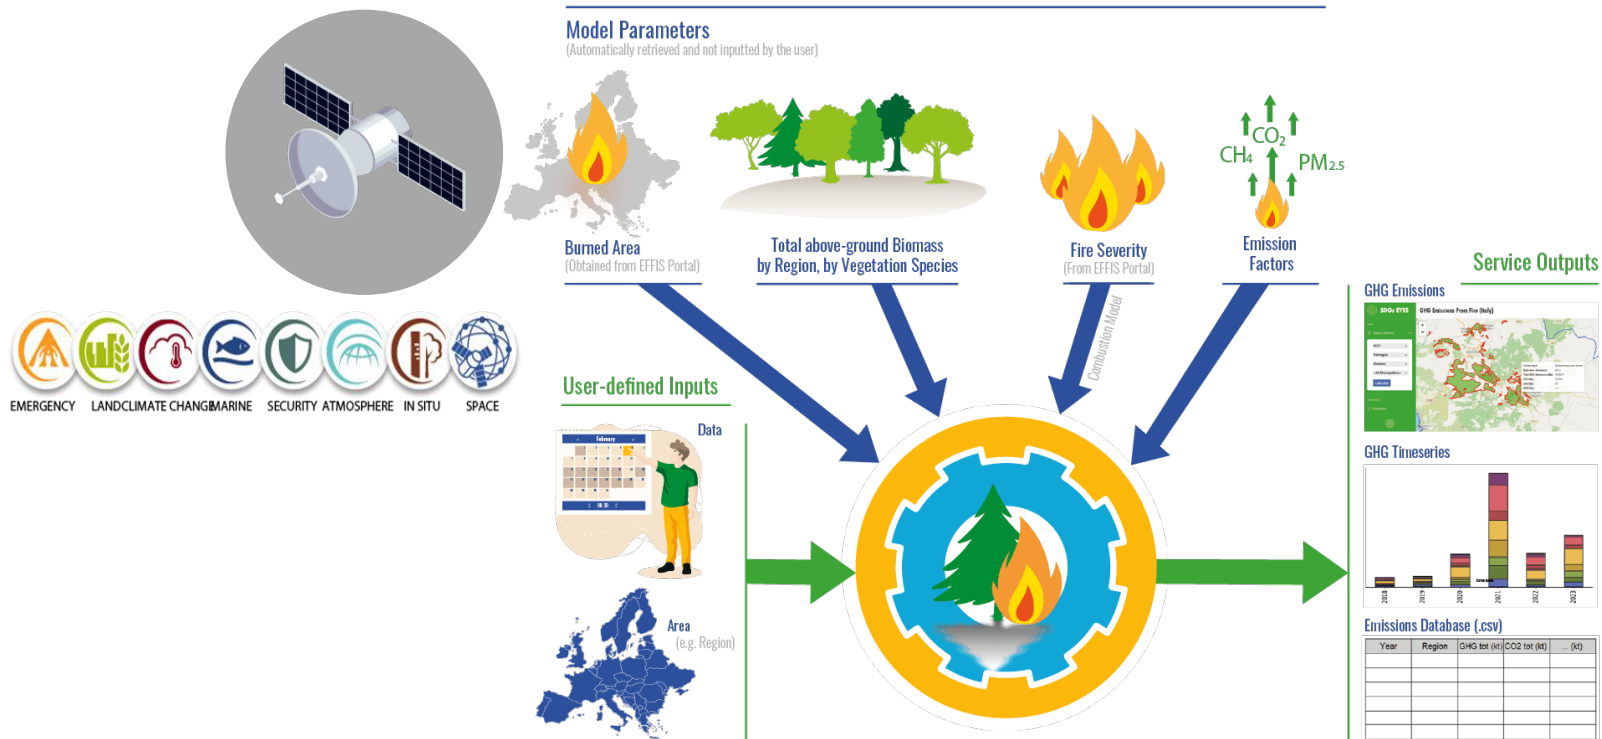 Model Parameters
(Automatically retrieved and not inputted by the user)
CO2
CH4
PM2.5
Burned Area
(Obtained from EFFIS Portal)
Total above-ground Biomass
by Region, by Vegetation Species
Fire Severity
(From EFFIS Portal)
Emission
Factors
Combustion Model
EMERGENCY
LAND
CLIMATE CHANGE
MARINE
SECURITY
ATMOSPHERE
IN SITU
SPACE
User-defined Inputs
Data
February
08:30
Area
(e.g. Region)
Service Outputs
GHG Emissions
SDGs EYES
GHG Emissions From Fire (Italy)
GHG Timeseries
2018
2019
2020
2021
2022
2023
Emissions Database (.csv)
Year
Region
GHG tot (kt)
CO2 tot (kt)
... (kt)